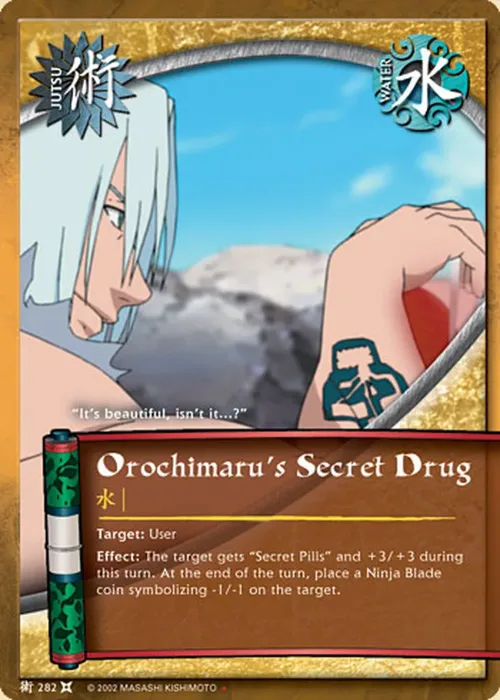 JUTSU 術
WATER 水
"It's beautiful, isn't it...?"
Orochimaru's Secret Drug
水 |
Target: User
Effect: The target gets "Secret Pills" and +3/+3 during
this turn. At the end of the turn, place a Ninja Blade
coin symbolizing -1/-1 on the target.
術 282 © 2002 MASASHI KISHIMOTO